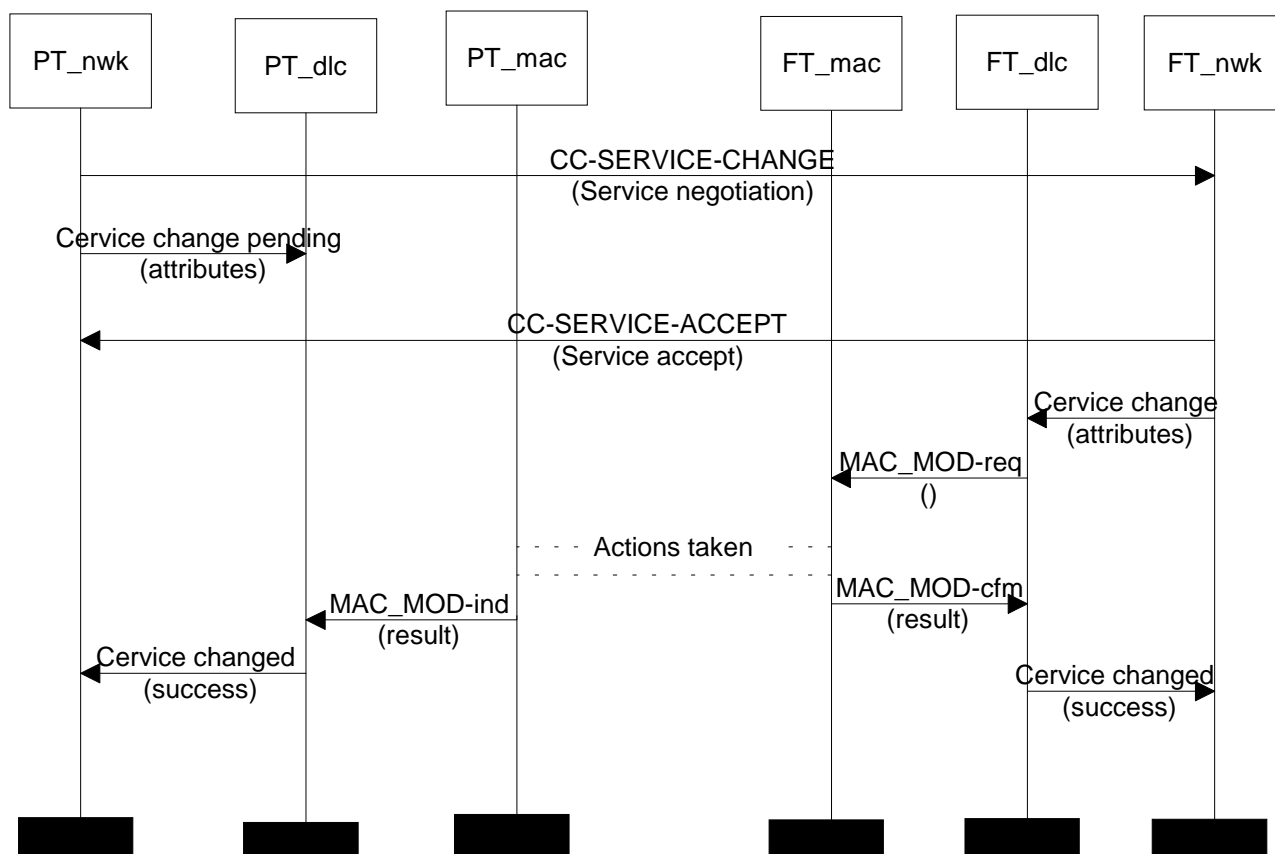 PT_nwk
PT_dlc
PT_mac
FT_mac
FT_dlc
FT_nwk
CC-SERVICE-CHANGE
(Service negotiation)
Cervice change pending
(attributes)
CC-SERVICE-ACCEPT
(Service accept)
Cervice change
(attributes)
MAC_MOD-req
()
Actions taken
MAC_MOD-ind
(result)
MAC_MOD-cfm
(result)
Cervice changed
(success)
Cervice changed
(success)